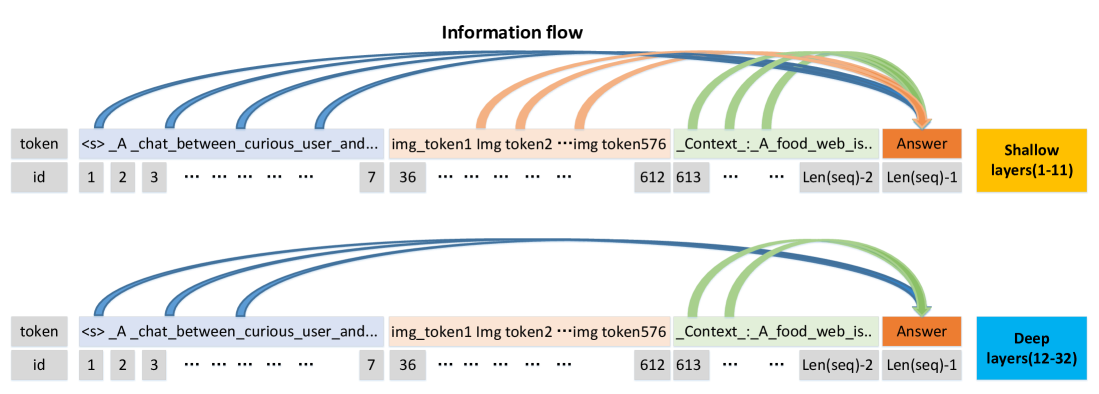 Information flow
token <s> _A _chat_between_curious_user_and... img_token1 Img token2 ···img token576 _Context_:_A_food_web_is.. Answer
id 1 2 3 ··· ··· ··· ··· ··· 7 36 ··· ··· ··· ··· ··· 612 613 ··· ··· Len(seq)-2 Len(seq)-1
Shallow
layers(1-11)
token <s> _A _chat_between_curious_user_and... img_token1 Img token2 ···img token576 _Context_:_A_food_web_is.. Answer
id 1 2 3 ··· ··· ··· ··· ··· 7 36 ··· ··· ··· ··· ··· 612 613 ··· ··· Len(seq)-2 Len(seq)-1
Deep
layers(12-32)